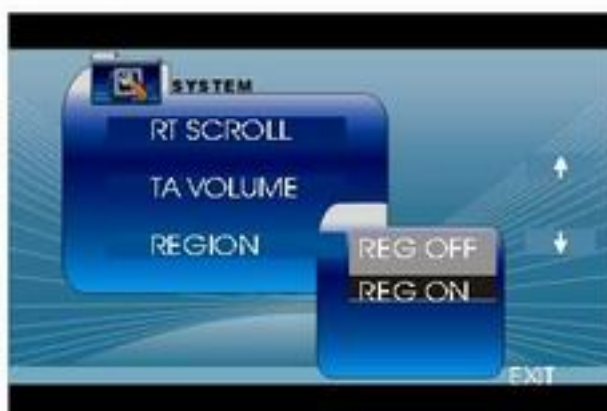 SYSTEM
RT SCROLL
TA VOLUME
REGION
REG OFF
REG ON
EXIT